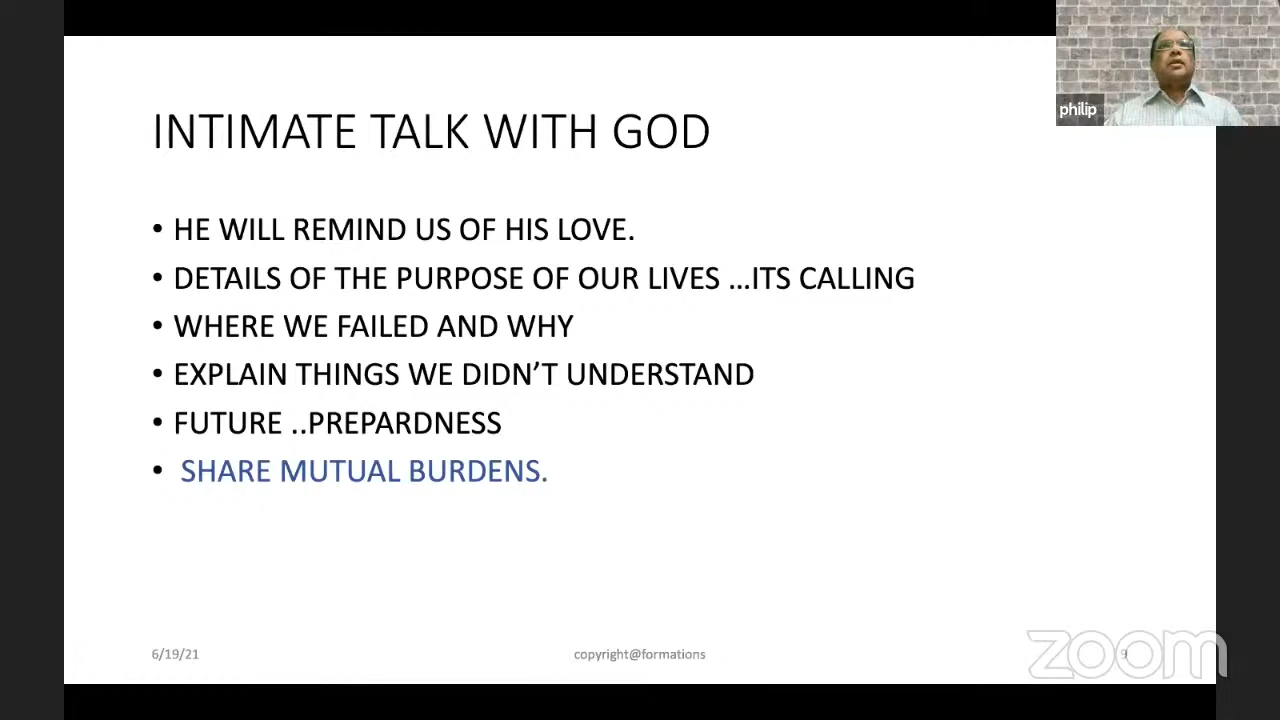 philip
INTIMATE TALK WITH GOD
• HE WILL REMIND US OF HIS LOVE.
• DETAILS OF THE PURPOSE OF OUR LIVES …ITS CALLING
• WHERE WE FAILED AND WHY
• EXPLAIN THINGS WE DIDN’T UNDERSTAND
• FUTURE ..PREPARDNESS
• SHARE MUTUAL BURDENS.
6/19/21
copyright@formations
9
zoom